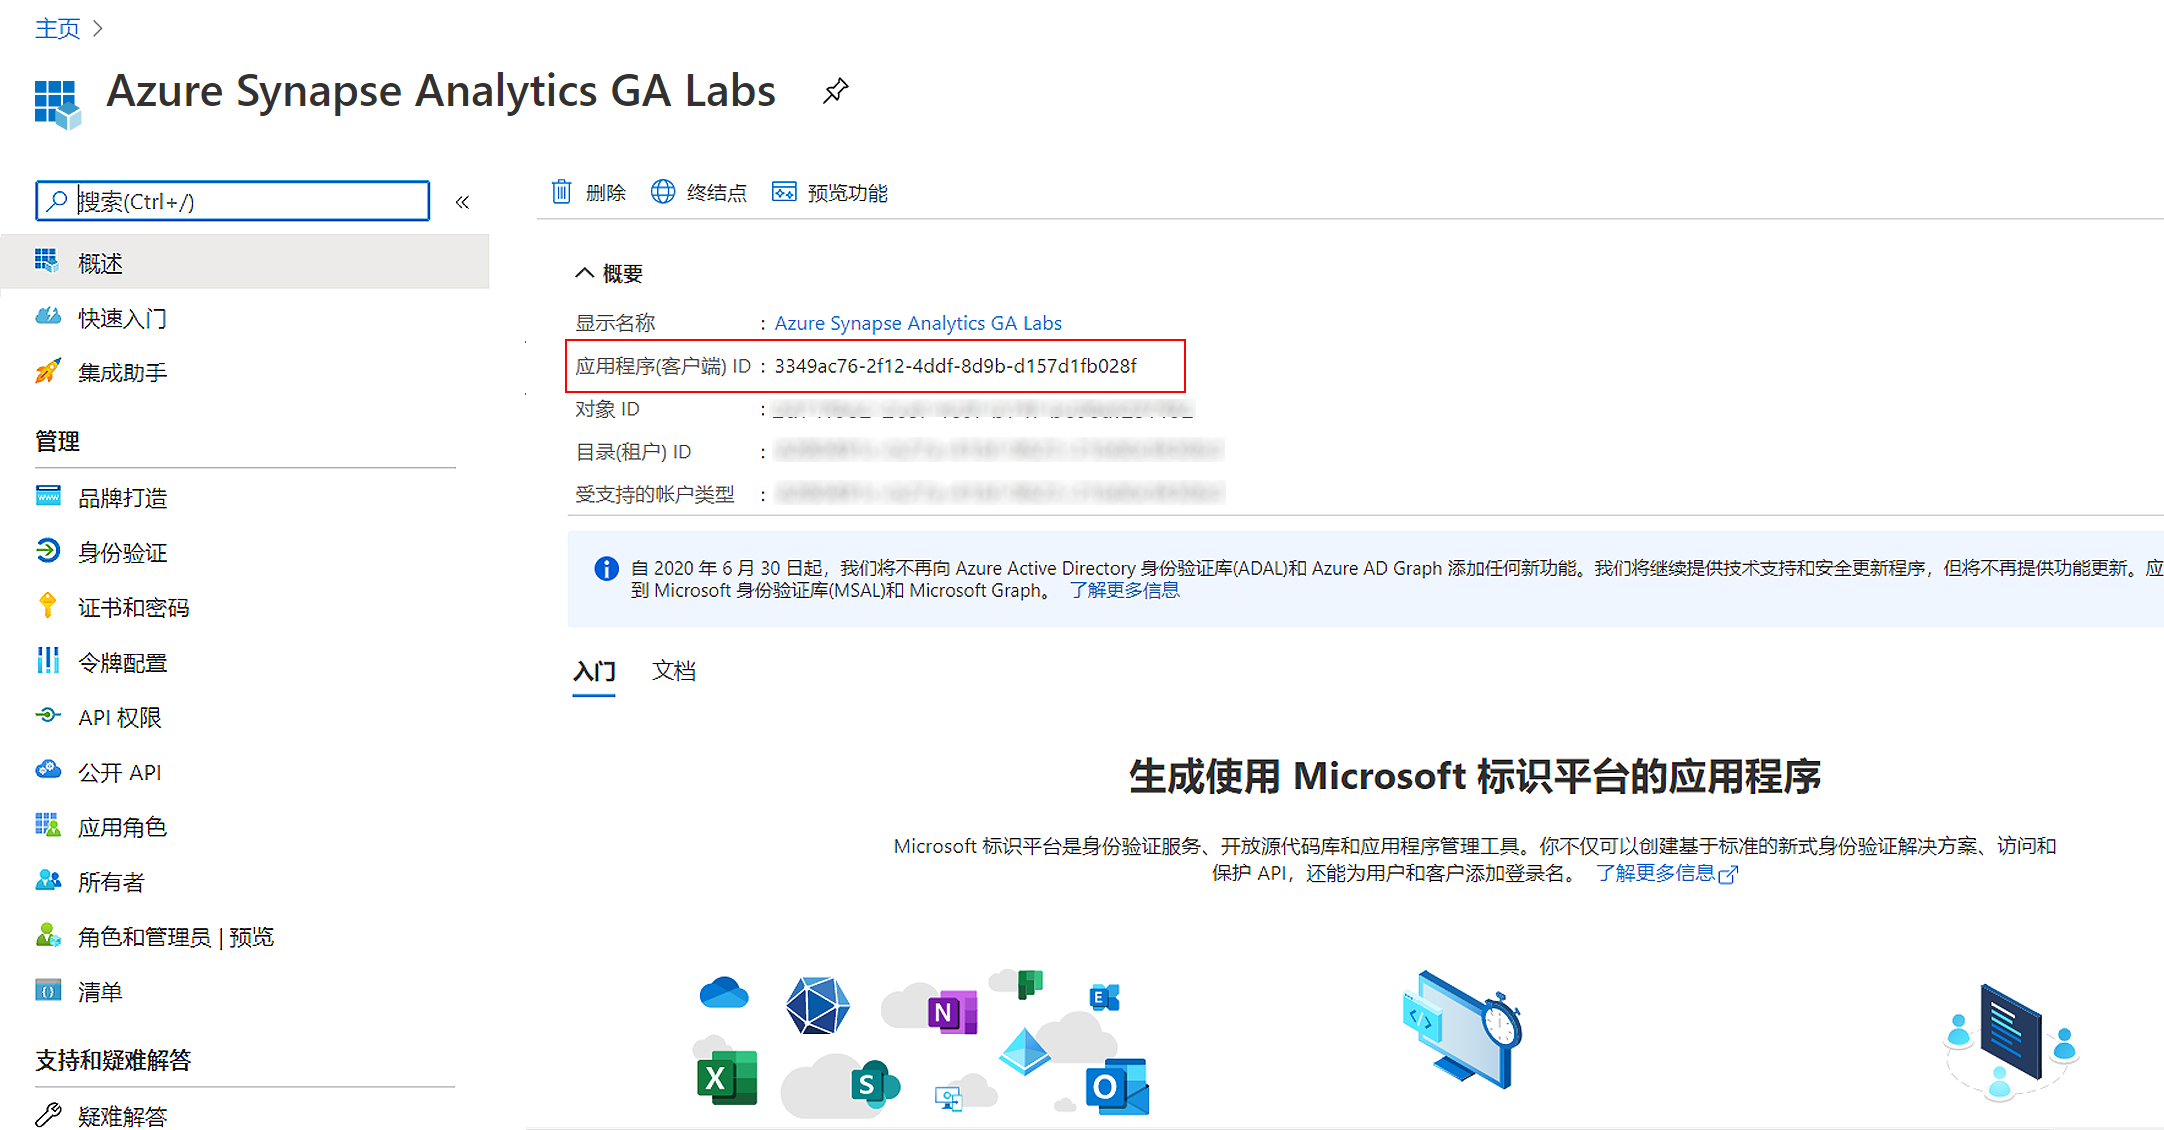 主页
Azure Synapse Analytics GA Labs
搜索(Ctrl+/)
«
删除
终结点
预览功能
概述
快速入门
集成助手
管理
品牌打造
身份验证
证书和密码
令牌配置
API 权限
公开 API
应用角色
所有者
角色和管理员 | 预览
清单
支持和疑难解答
疑难解答
概要
显示名称 : Azure Synapse Analytics GA Labs
应用程序(客户端) ID : 3349ac76-2f12-4ddf-8d9b-d157d1fb028f
对象 ID :
目录(租户) ID :
受支持的帐户类型 :
自 2020 年 6 月 30 日起，我们将不再向 Azure Active Directory 身份验证库(ADAL)和 Azure AD Graph 添加任何新功能。我们将继续提供技术支持和安全更新程序，但将不再提供功能更新。应
到 Microsoft 身份验证库(MSAL)和 Microsoft Graph。 了解更多信息
入门
文档
生成使用 Microsoft 标识平台的应用程序
Microsoft 标识平台是身份验证服务、开放源代码库和应用程序管理工具。你不仅可以创建基于标准的新式身份验证解决方案、访问和
保护 API，还能为用户和客户添加登录名。 了解更多信息
N
E
X
S
O